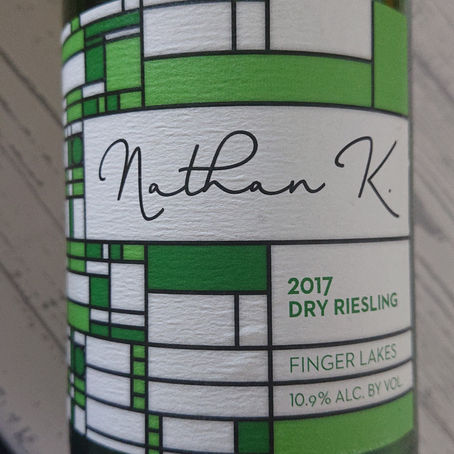 Nathan K.
2017
DRY RIESLING
FINGER LAKES
10.9% ALC. BY VOL.